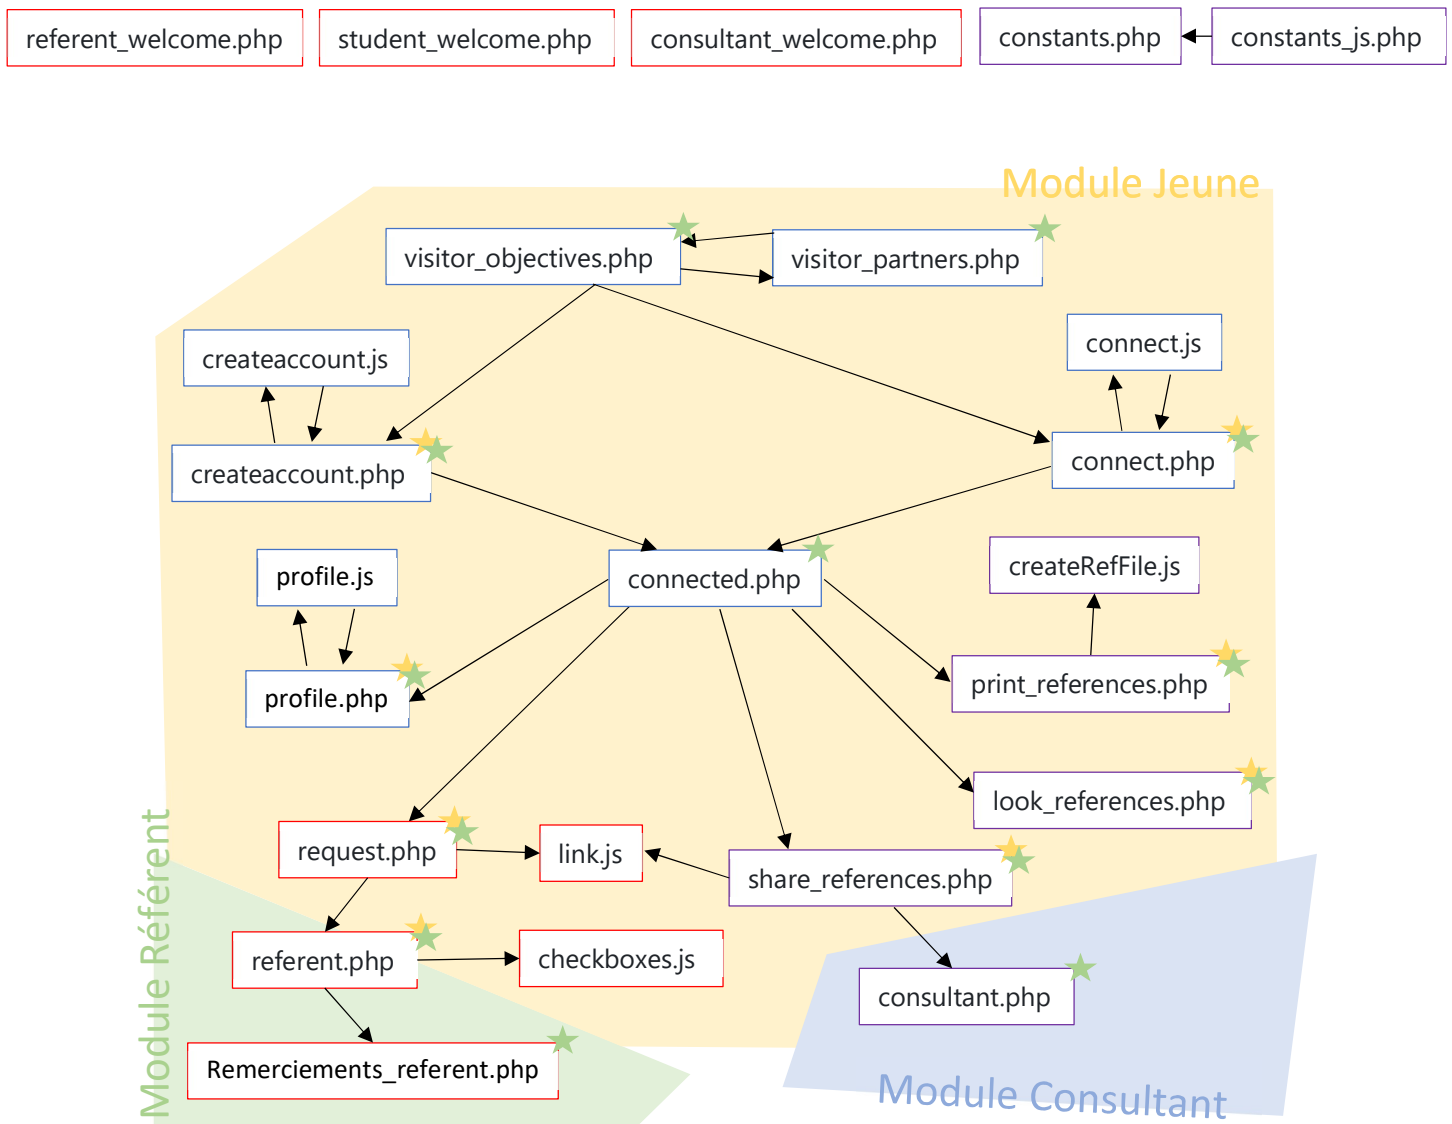 referent_welcome.php
student_welcome.php
consultant_welcome.php
constants.php
constants_js.php
Module Jeune
visitor_objectives.php
visitor_partners.php
createaccount.js
connect.js
createaccount.php
connect.php
profile.js
connected.php
createRefFile.js
profile.php
print_references.php
look_references.php
request.php
link.js
share_references.php
Module Référent
referent.php
checkboxes.js
consultant.php
Remerciements_referent.php
Module Consultant